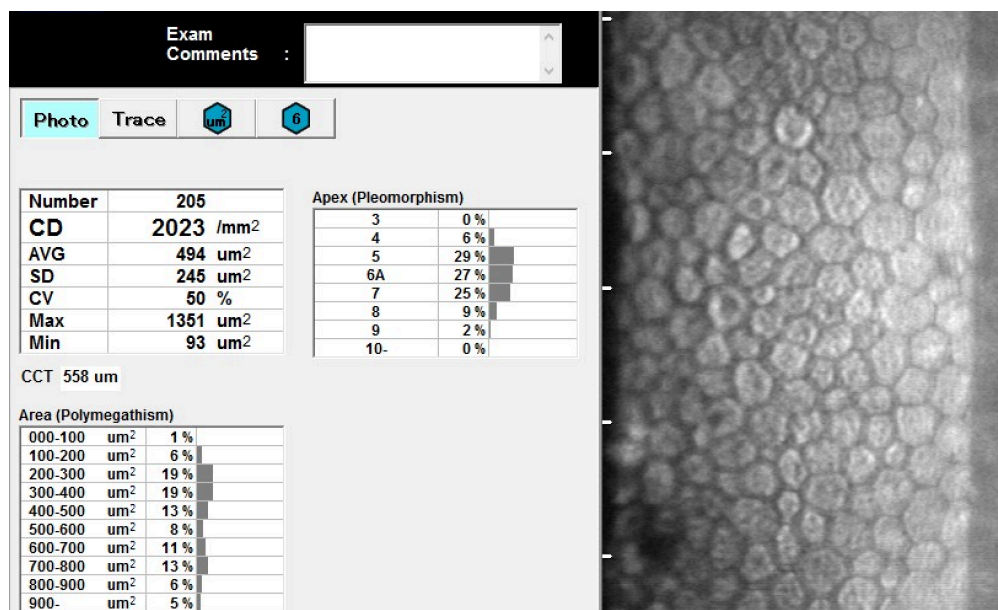 Exam
Comments :
Photo Trace um2 6
Number 205
CD 2023 /mm2
AVG 494 um2
SD 245 um2
CV 50 %
Max 1351 um2
Min 93 um2
CCT 558 um
Apex (Pleomorphism)
3 0 %
4 6 %
5 29 %
6A 27 %
7 25 %
8 9 %
9 2 %
10- 0 %
Area (Polymegathism)
000-100 um2 1 %
100-200 um2 6 %
200-300 um2 19 %
300-400 um2 19 %
400-500 um2 13 %
500-600 um2 8 %
600-700 um2 11 %
700-800 um2 13 %
800-900 um2 6 %
900- um2 5 %